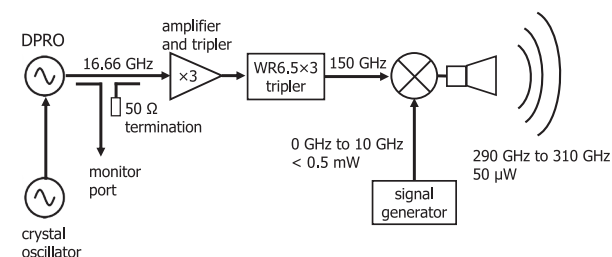 amplifier
and tripler
DPRO
16.66 GHz
×3
WR6.5×3
tripler
150 GHz
50 Ω
termination
monitor
port
0 GHz to 10 GHz
< 0.5 mW
290 GHz to 310 GHz
50 µW
signal
generator
crystal
oscillator